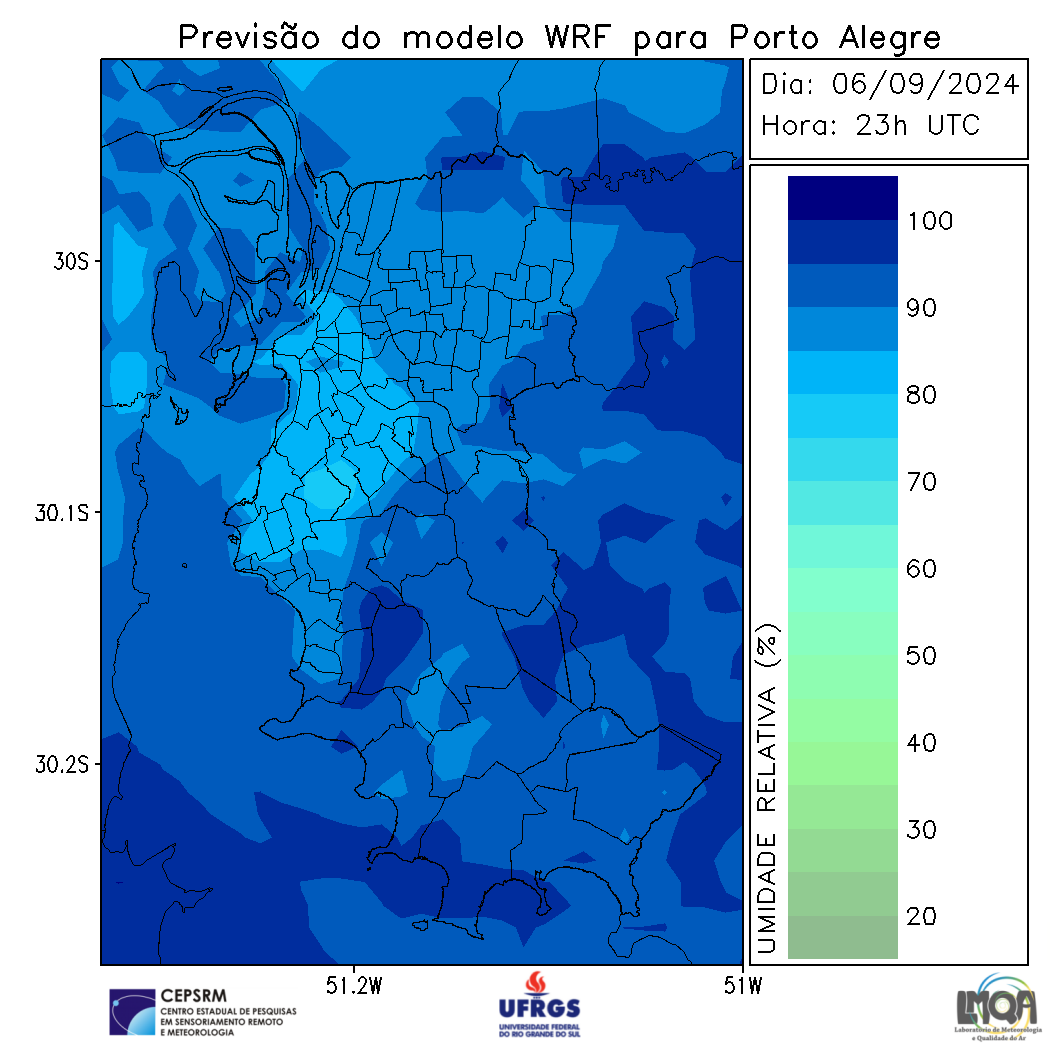 Previsão do modelo WRF para Porto Alegre
Dia: 06/09/2024
Hora: 23h UTC
100
90
80
70
60
50
40
30
20
UMIDADE RELATIVA (%)
30S
30.1S
30.2S
51.2W
51W
CEPSRM
CENTRO ESTADUAL DE PESQUISAS
EM SENSORIAMENTO REMOTO
E METEOROLOGIA
UFRGS
UNIVERSIDADE FEDERAL
DO RIO GRANDE DO SUL
LMQA
Laboratório de Meteorologia
e Qualidade do Ar